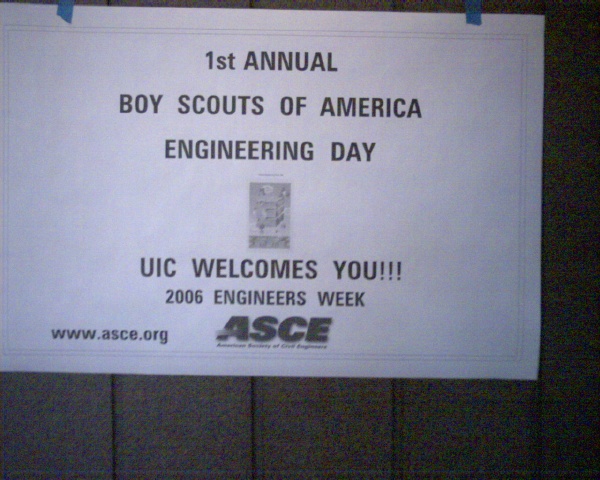 1st ANNUAL
BOY SCOUTS OF AMERICA
ENGINEERING DAY
UIC WELCOMES YOU!!!
2006 ENGINEERS WEEK
www.asce.org
ASCE
American Society of Civil Engineers